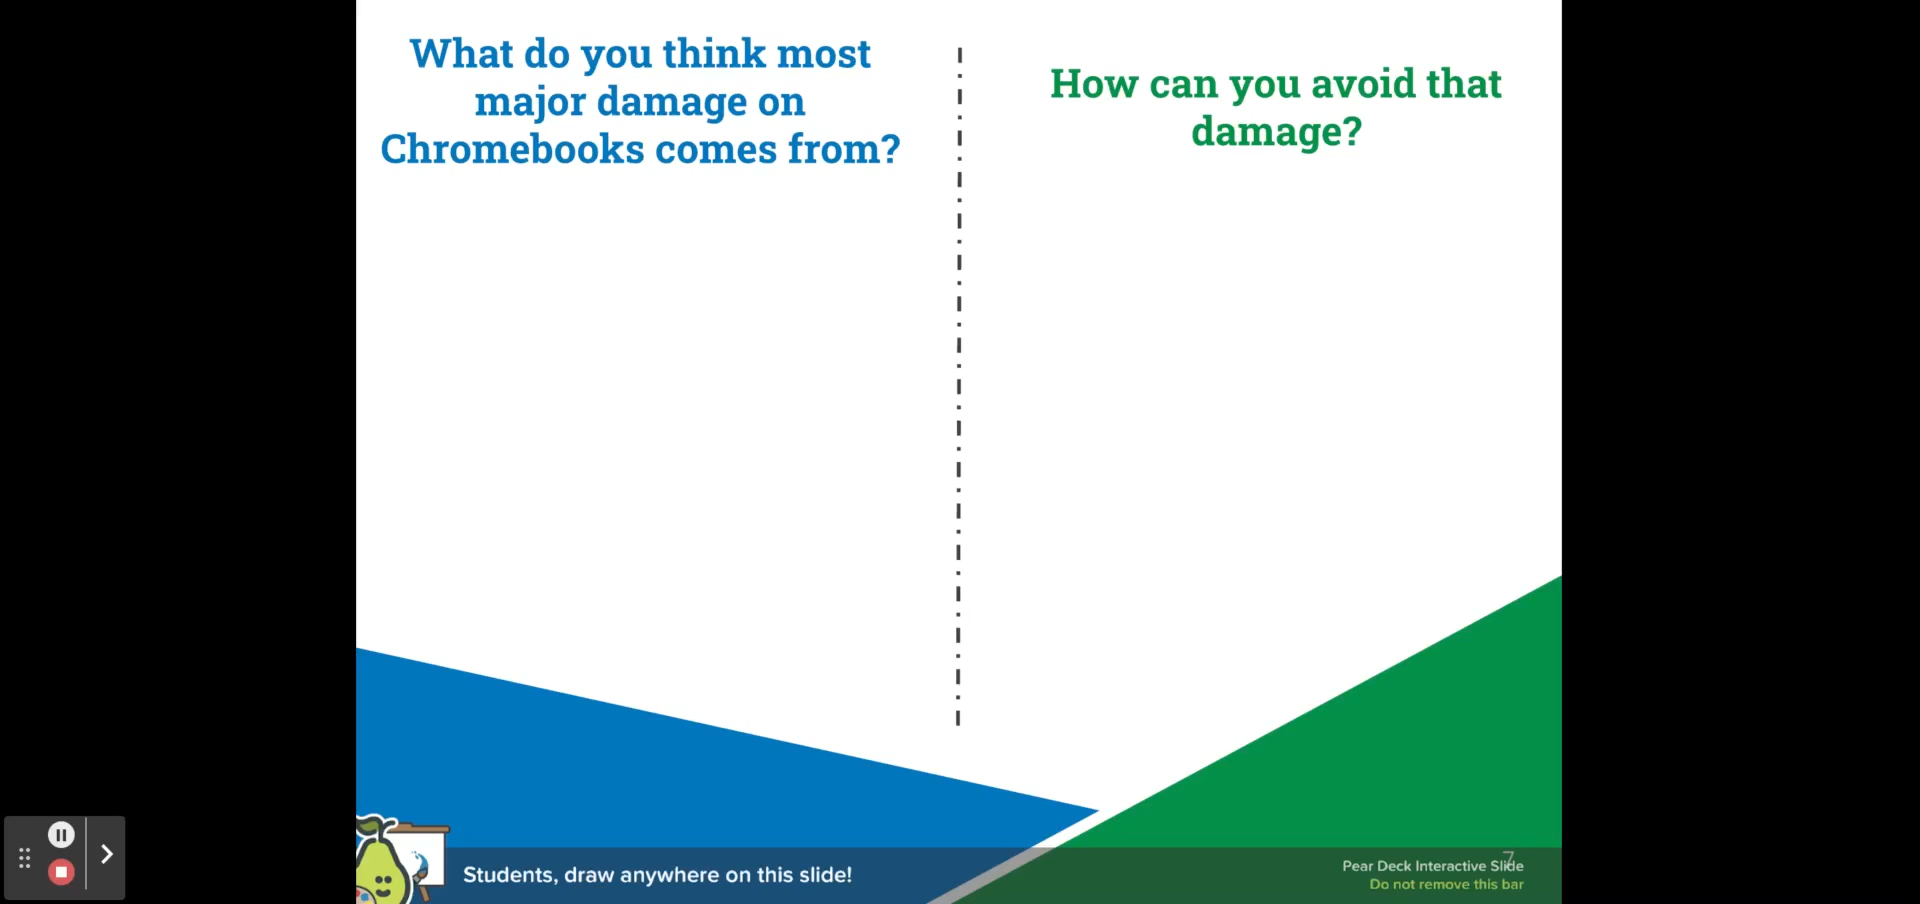 What do you think most
major damage on
Chromebooks comes from?
How can you avoid that
damage?
Students, draw anywhere on this slide!
7
Pear Deck Interactive Slide
Do not remove this bar